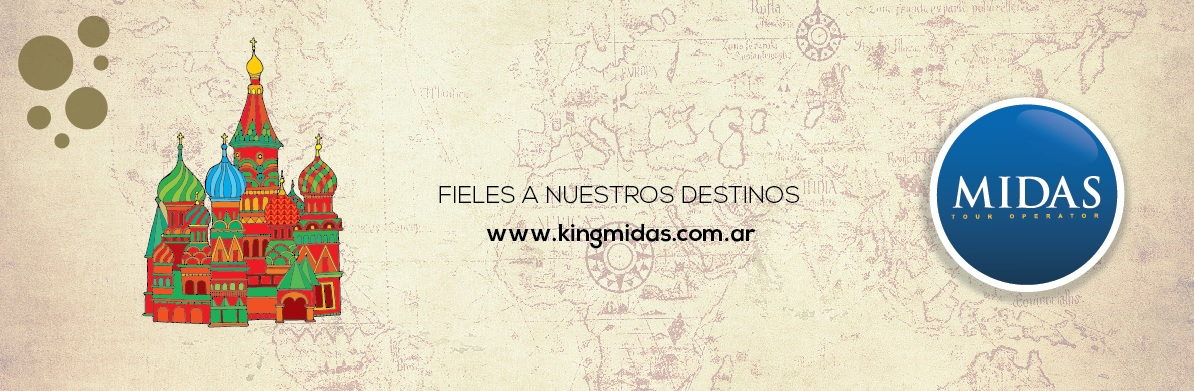 FIELES A NUESTROS DESTINOS
www.kingmidas.com.ar
MIDAS
TOUR OPERATOR